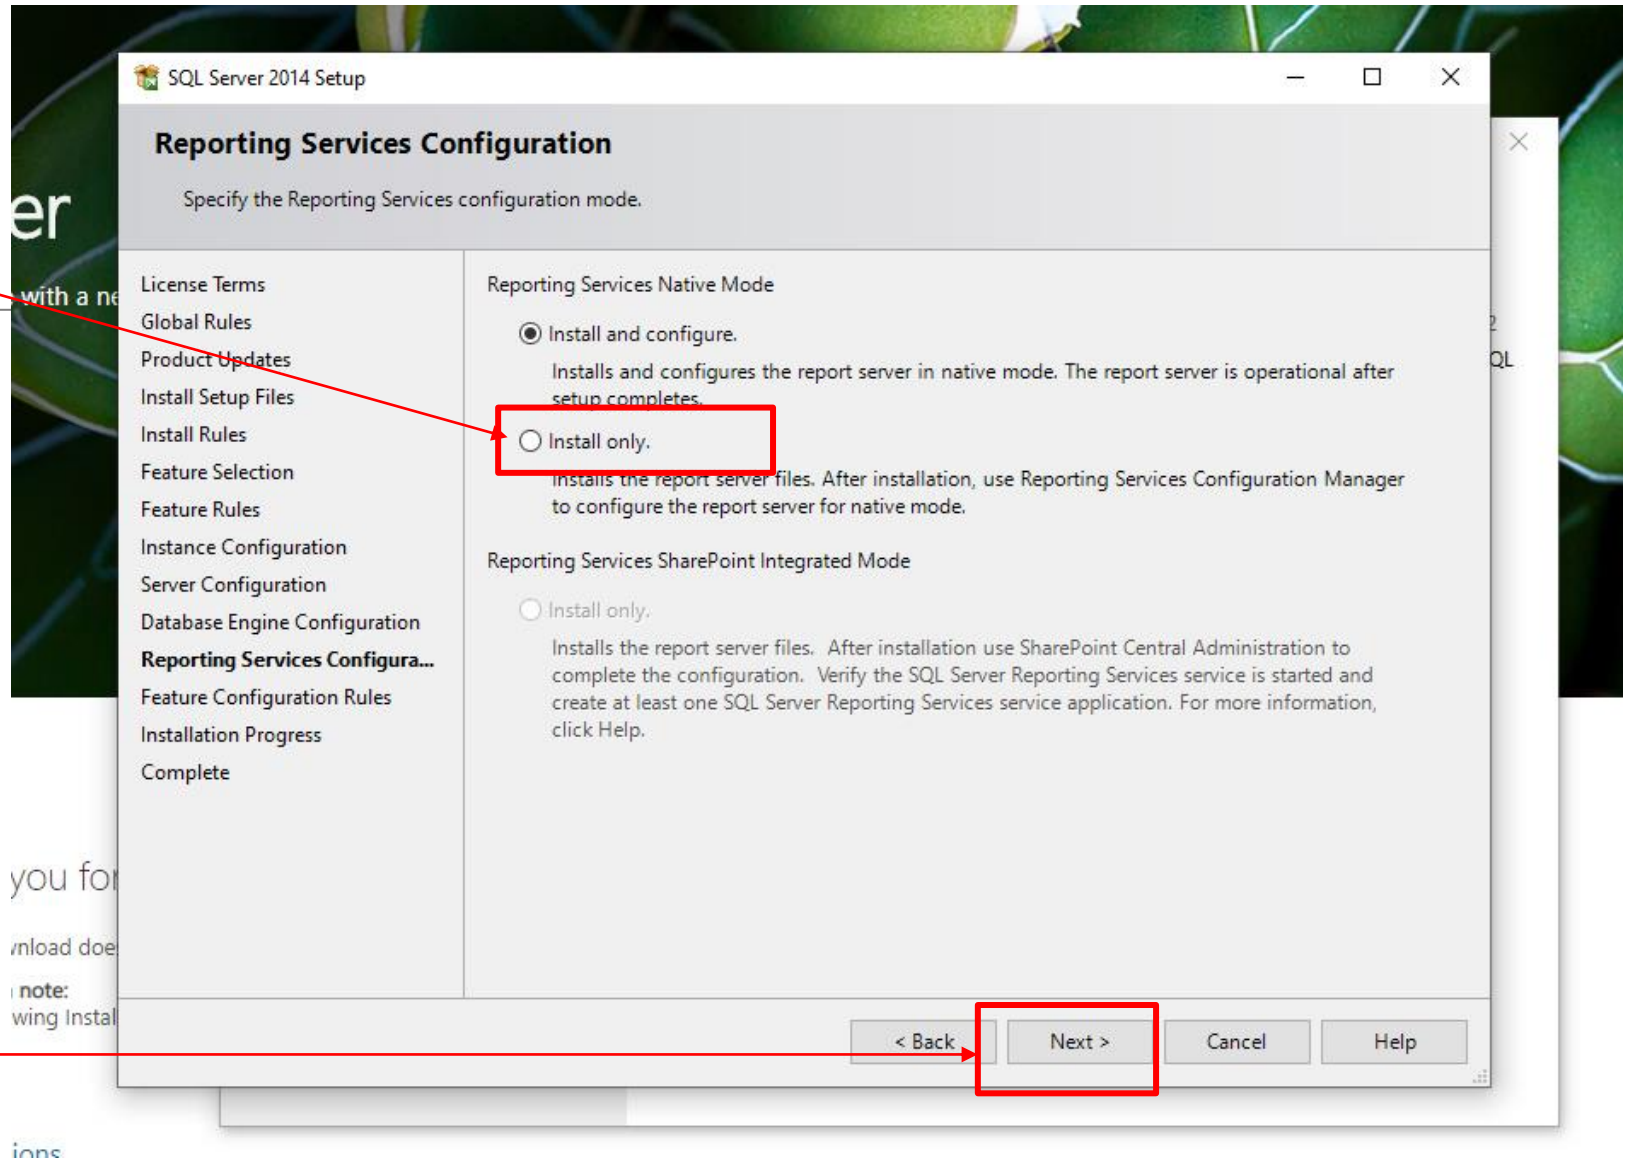 SQL Server 2014 Setup
Reporting Services Configuration
Specify the Reporting Services configuration mode.
er
with a ne
License Terms
Global Rules
Product Updates
Install Setup Files
Install Rules
Feature Selection
Feature Rules
Instance Configuration
Server Configuration
Database Engine Configuration
Reporting Services Configura...
Feature Configuration Rules
Installation Progress
Complete
Reporting Services Native Mode
Install and configure.
Installs and configures the report server in native mode. The report server is operational after
setup completes.
Install only.
Installs the report server files. After installation, use Reporting Services Configuration Manager
to configure the report server for native mode.
Reporting Services SharePoint Integrated Mode
Install only.
Installs the report server files.  After installation use SharePoint Central Administration to
complete the configuration.  Verify the SQL Server Reporting Services service is started and
create at least one SQL Server Reporting Services service application. For more information,
click Help.
QL
you for
wnload doe
note:
wing Instal
< Back
Next >
Cancel
Help
ions